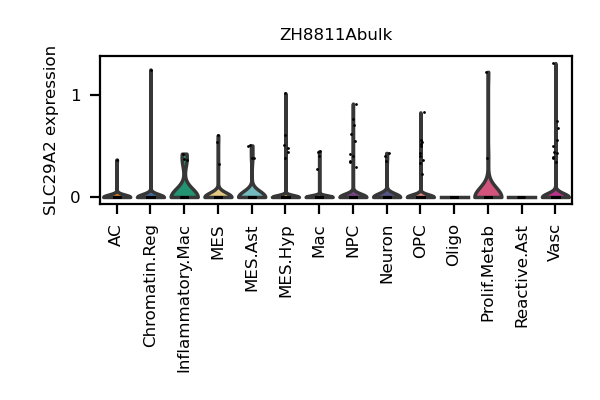 ZH8811Abulk
SLC29A2 expression
1
0
AC
Chromatin.Reg
Inflammatory.Mac
MES
MES.Ast
MES.Hyp
Mac
NPC
Neuron
OPC
Oligo
Prolif.Metab
Reactive.Ast
Vasc